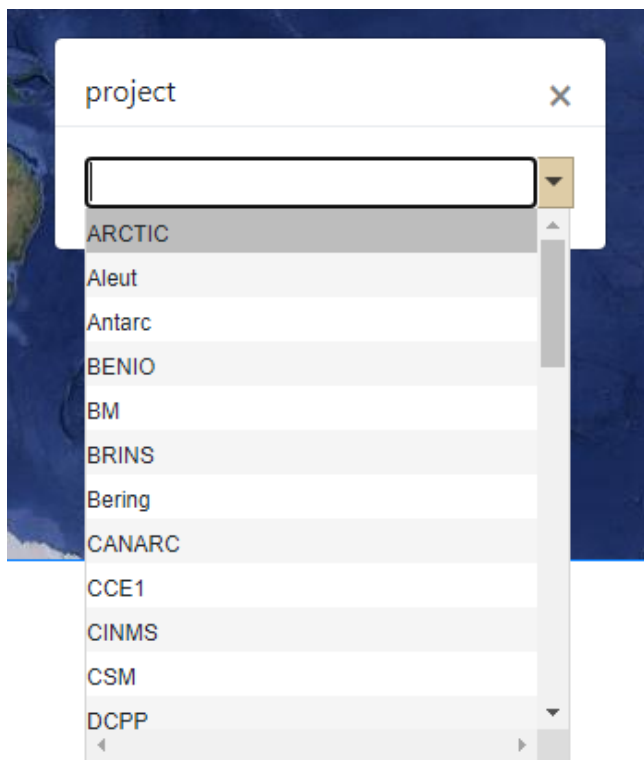 project
ARCTIC
Aleut
Antarc
BENIO
BM
BRINS
Bering
CANARC
CCE1
CINMS
CSM
DCPP